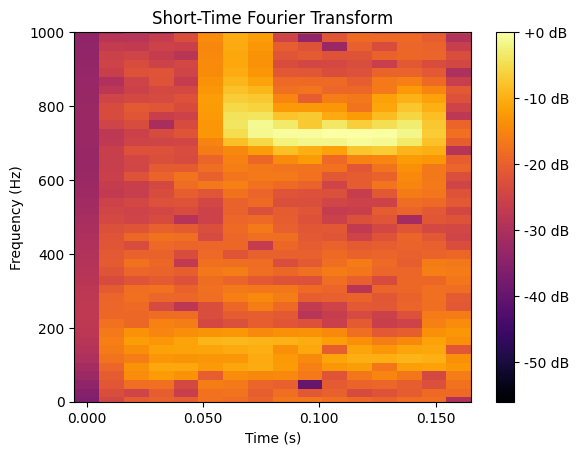 Short-Time Fourier Transform
1000
800
600
400
200
0
Frequency (Hz)
0.000
0.050
0.100
0.150
Time (s)
+0 dB
-10 dB
-20 dB
-30 dB
-40 dB
-50 dB